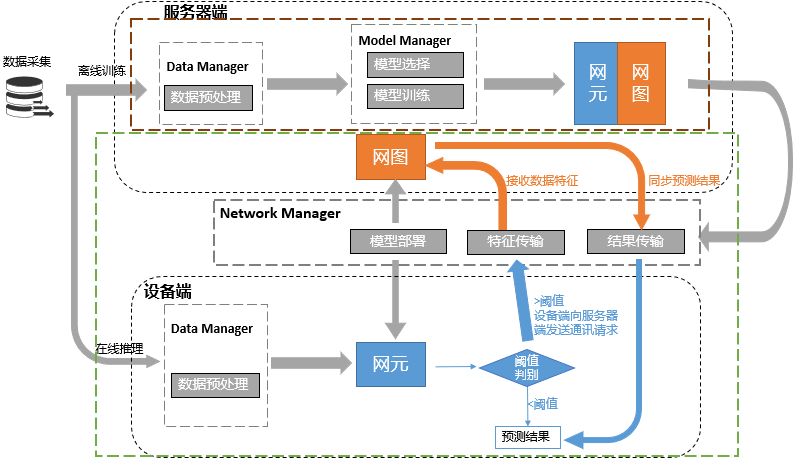 服务器端
数据采集
离线训练
Data Manager
数据预处理
Model Manager
模型选择
模型训练
网元
网图
网图
接收数据特征
同步预测结果
Network Manager
模型部署
特征传输
结果传输
设备端
>阈值
设备端向服务器
端发送通讯请求
Data Manager
在线推理
数据预处理
网元
阈值
判别
<阈值
预测结果